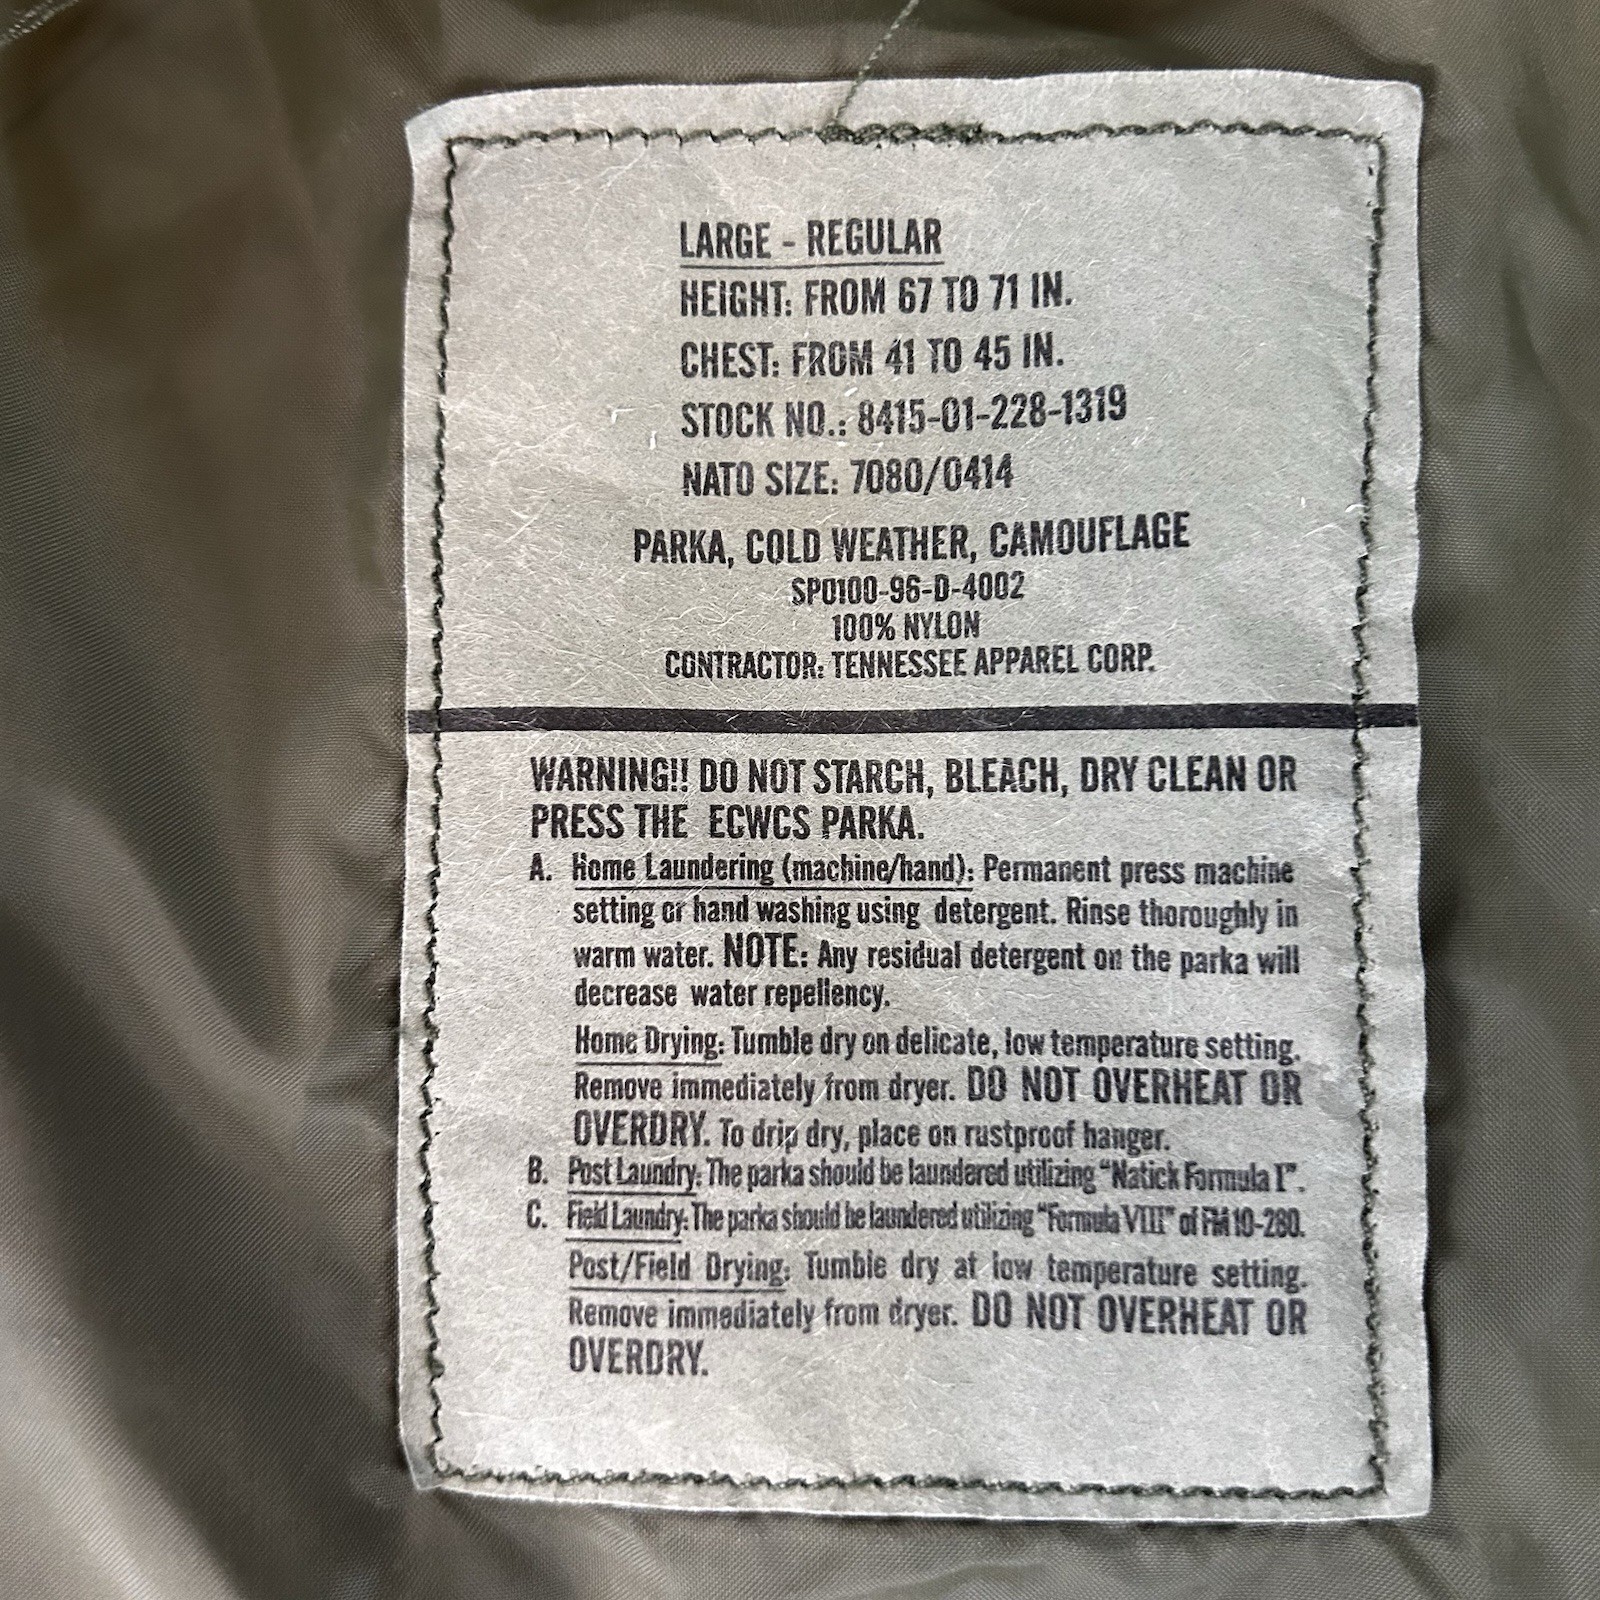 LARGE - REGULAR
HEIGHT: FROM 67 TO 71 IN.
CHEST: FROM 41 TO 45 IN.
STOCK NO.: 8415-01-228-1319
NATO SIZE: 7080/0414
PARKA, COLD WEATHER, CAMOUFLAGE
SP0100-96-D-4002
100% NYLON
CONTRACTOR: TENNESSEE APPAREL CORP.
WARNING!! DO NOT STARCH, BLEACH, DRY CLEAN OR
PRESS THE ECWCS PARKA.
A. Home Laundering (machine/hand): Permanent press machine
setting or hand washing using detergent. Rinse thoroughly in
warm water. NOTE: Any residual detergent on the parka will
decrease water repellency.
Home Drying: Tumble dry on delicate, low temperature setting.
Remove immediately from dryer. DO NOT OVERHEAT OR
OVERDRY. To drip dry, place on rustproof hanger.
B. Post Laundry: The parka should be laundered utilizing "Natick Formula I".
C. Field Laundry: The parka should be laundered utilizing "Formula VIII" of FM 10-280.
Post/Field Drying: Tumble dry at low temperature setting.
Remove immediately from dryer. DO NOT OVERHEAT OR
OVERDRY.